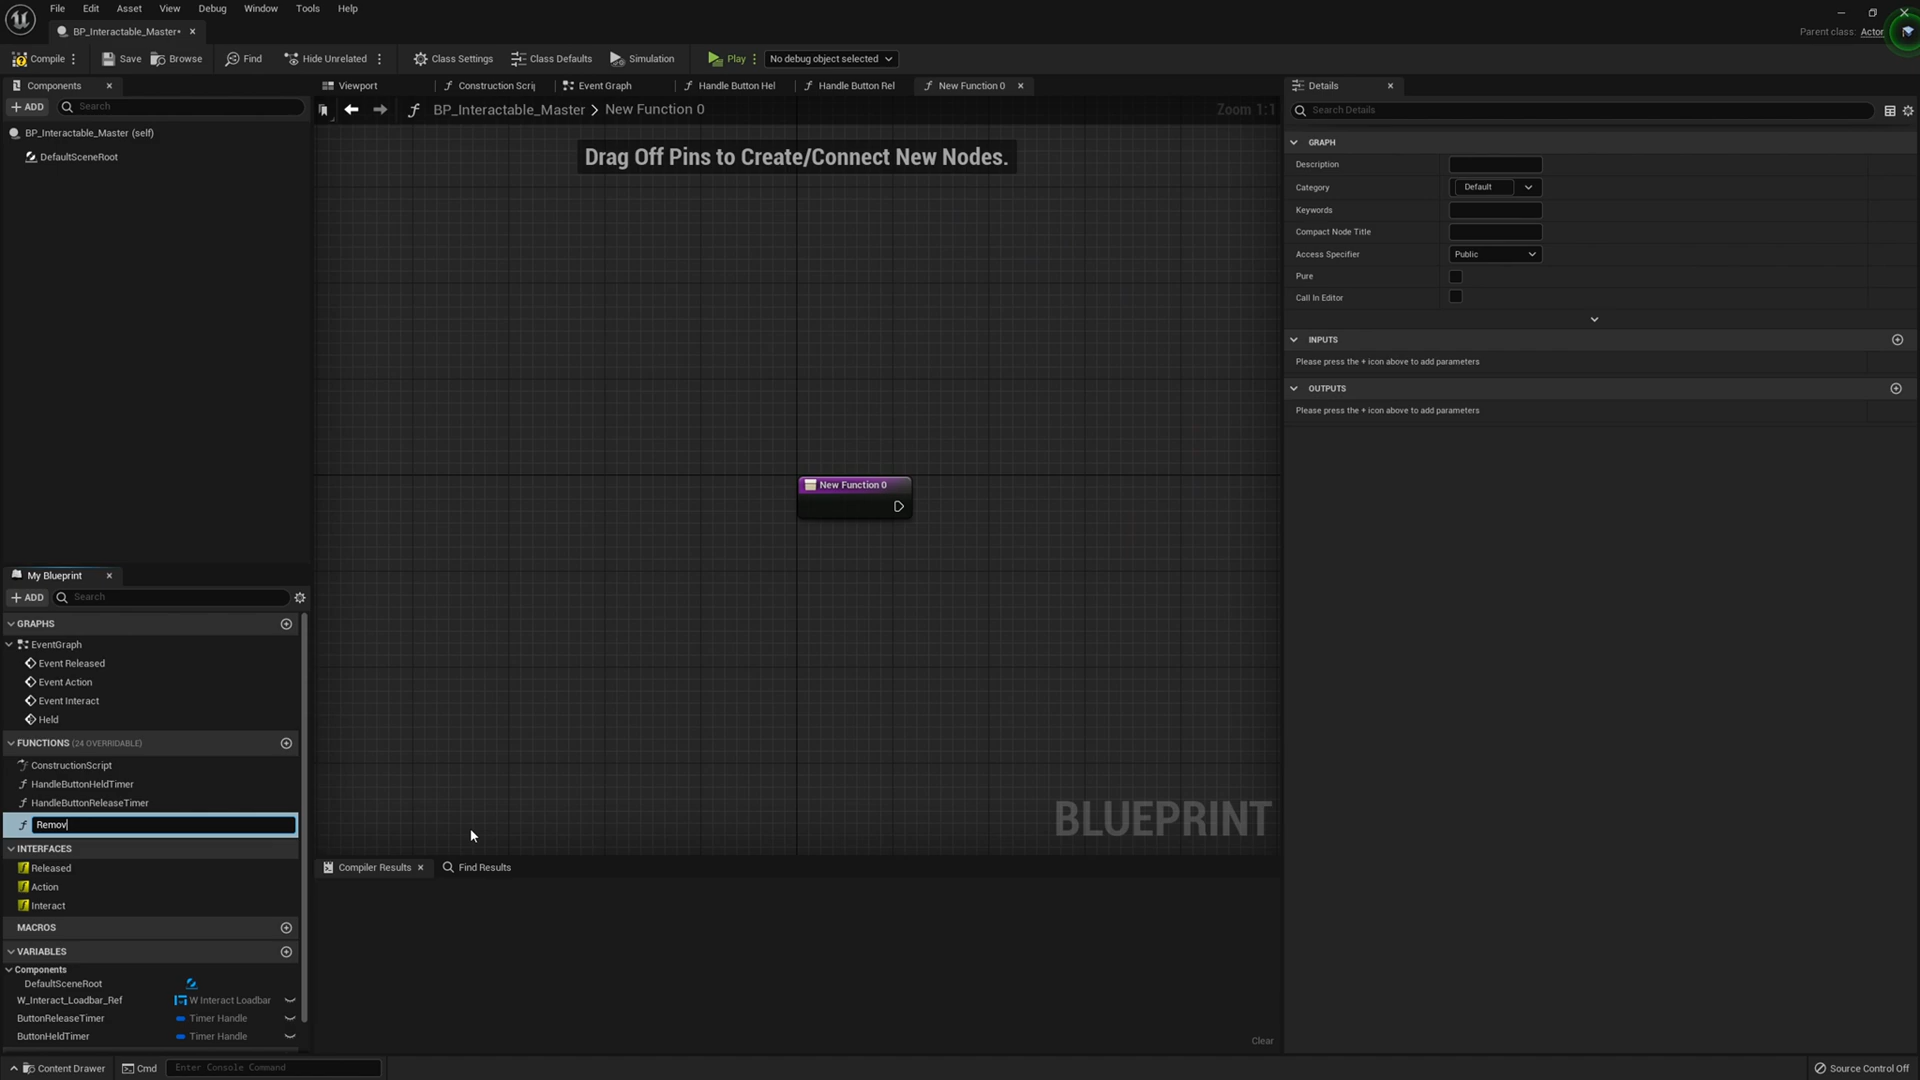 File Edit View Asset Debug Window Tools Help
BP_Interactable_Master*
Parent class: Actor
Compile Save Browse Find Hide Unrelated Class Settings Class Defaults Simulation Play No debug object selected
Components
ADD Search
BP_Interactable_Master (self)
DefaultSceneRoot
Viewport Construction Scrip Event Graph Handle Button Hel Handle Button Rel New Function 0
BP_Interactable_Master > New Function 0 Zoom 1:1
Drag Off Pins to Create/Connect New Nodes.
New Function 0
BLUEPRINT
My Blueprint
ADD Search
GRAPHS
EventGraph
Event Released
Event Action
Event Interact
Held
FUNCTIONS (24 OVERRIDABLE)
ConstructionScript
HandleButtonHeldTimer
HandleButtonReleaseTimer
Remov
INTERFACES
Released
Action
Interact
MACROS
VARIABLES
Components
DefaultSceneRoot
W_Interact_Loadbar_Ref W Interact Loadbar
ButtonReleaseTimer Timer Handle
ButtonHeldTimer Timer Handle
Compiler Results Find Results
Clear
Details
Search Details
GRAPH
Description
Category Default
Keywords
Compact Node Title
Access Specifier Public
Pure
Call In Editor
INPUTS
Please press the + icon above to add parameters
OUTPUTS
Please press the + icon above to add parameters
Content Drawer Cmd Enter Console Command Source Control Off